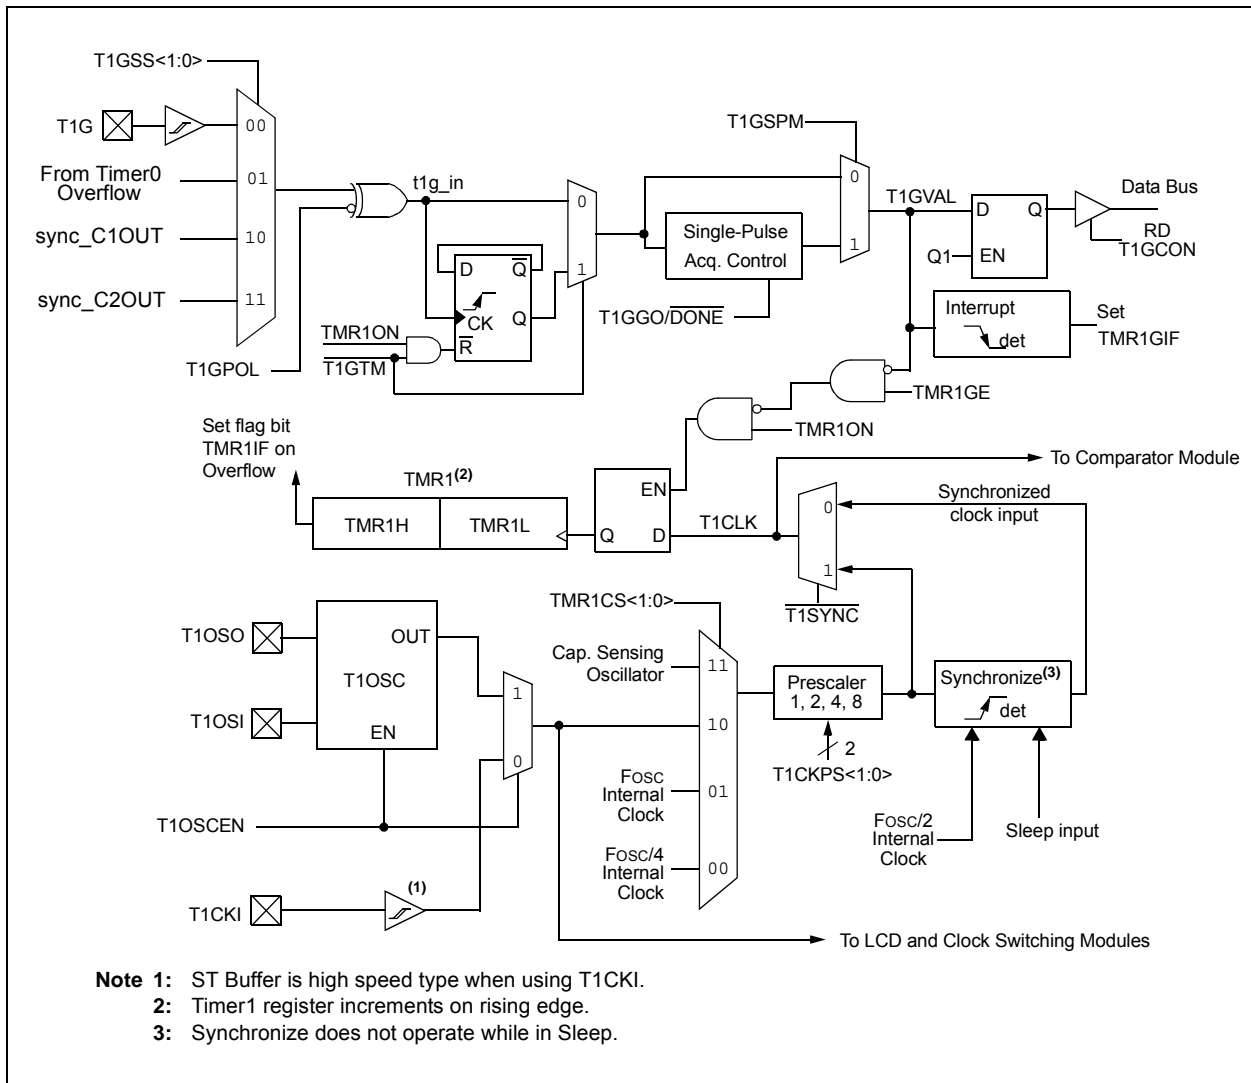 T1GSS<1:0>
T1G
00
From Timer0
Overflow
01
sync_C1OUT
10
sync_C2OUT
11
T1GPOL
t1g_in
D
Q
CK
Q
R
TMR1ON
T1GTM
0
1
T1GSPM
0
1
Single-Pulse
Acq. Control
T1GGO/DONE
T1GVAL
D
Q
Q1
EN
Data Bus
RD
T1GCON
Interrupt
det
Set
TMR1GIF
TMR1GE
TMR1ON
Set flag bit
TMR1IF on
Overflow
TMR1(2)
TMR1H
TMR1L
EN
Q
D
T1CLK
To Comparator Module
0
1
Synchronized
clock input
T1SYNC
T1OSO
T1OSI
OUT
T1OSC
EN
1
0
T1OSCEN
T1CKI
(1)
TMR1CS<1:0>
Cap. Sensing
Oscillator
11
10
FOSC
Internal
Clock
01
FOSC/4
Internal
Clock
00
Prescaler
1, 2, 4, 8
2
T1CKPS<1:0>
Synchronize(3)
det
FOSC/2
Internal
Clock
Sleep input
To LCD and Clock Switching Modules
Note 1: ST Buffer is high speed type when using T1CKI.
2: Timer1 register increments on rising edge.
3: Synchronize does not operate while in Sleep.